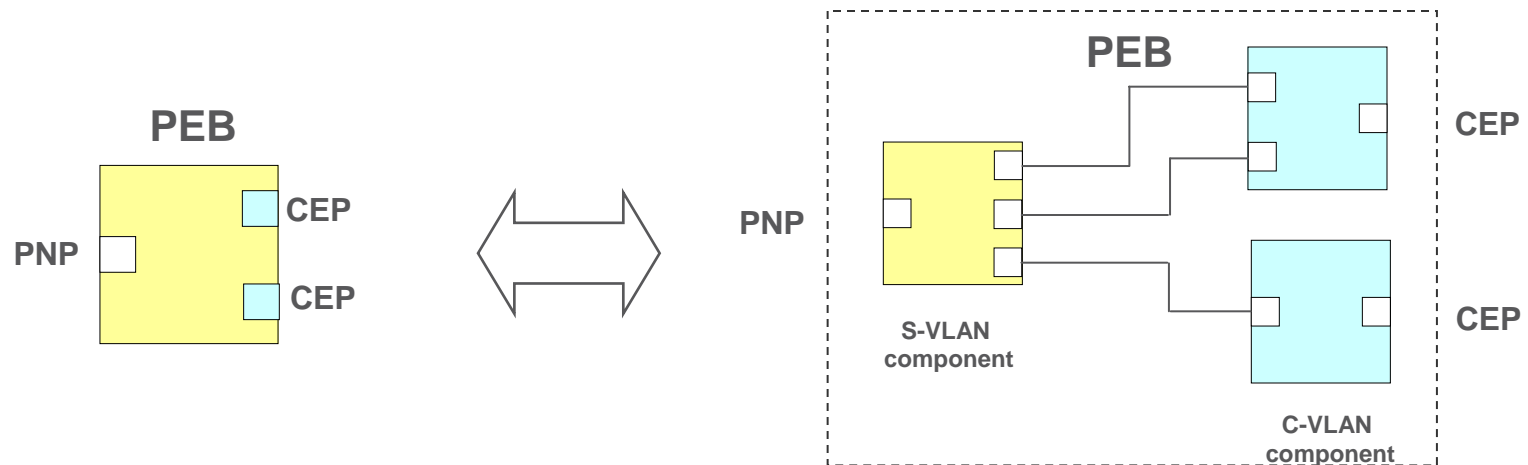 PEB
CEP
PNP
CEP
PEB
CEP
PNP
CEP
S-VLAN
component
C-VLAN
component